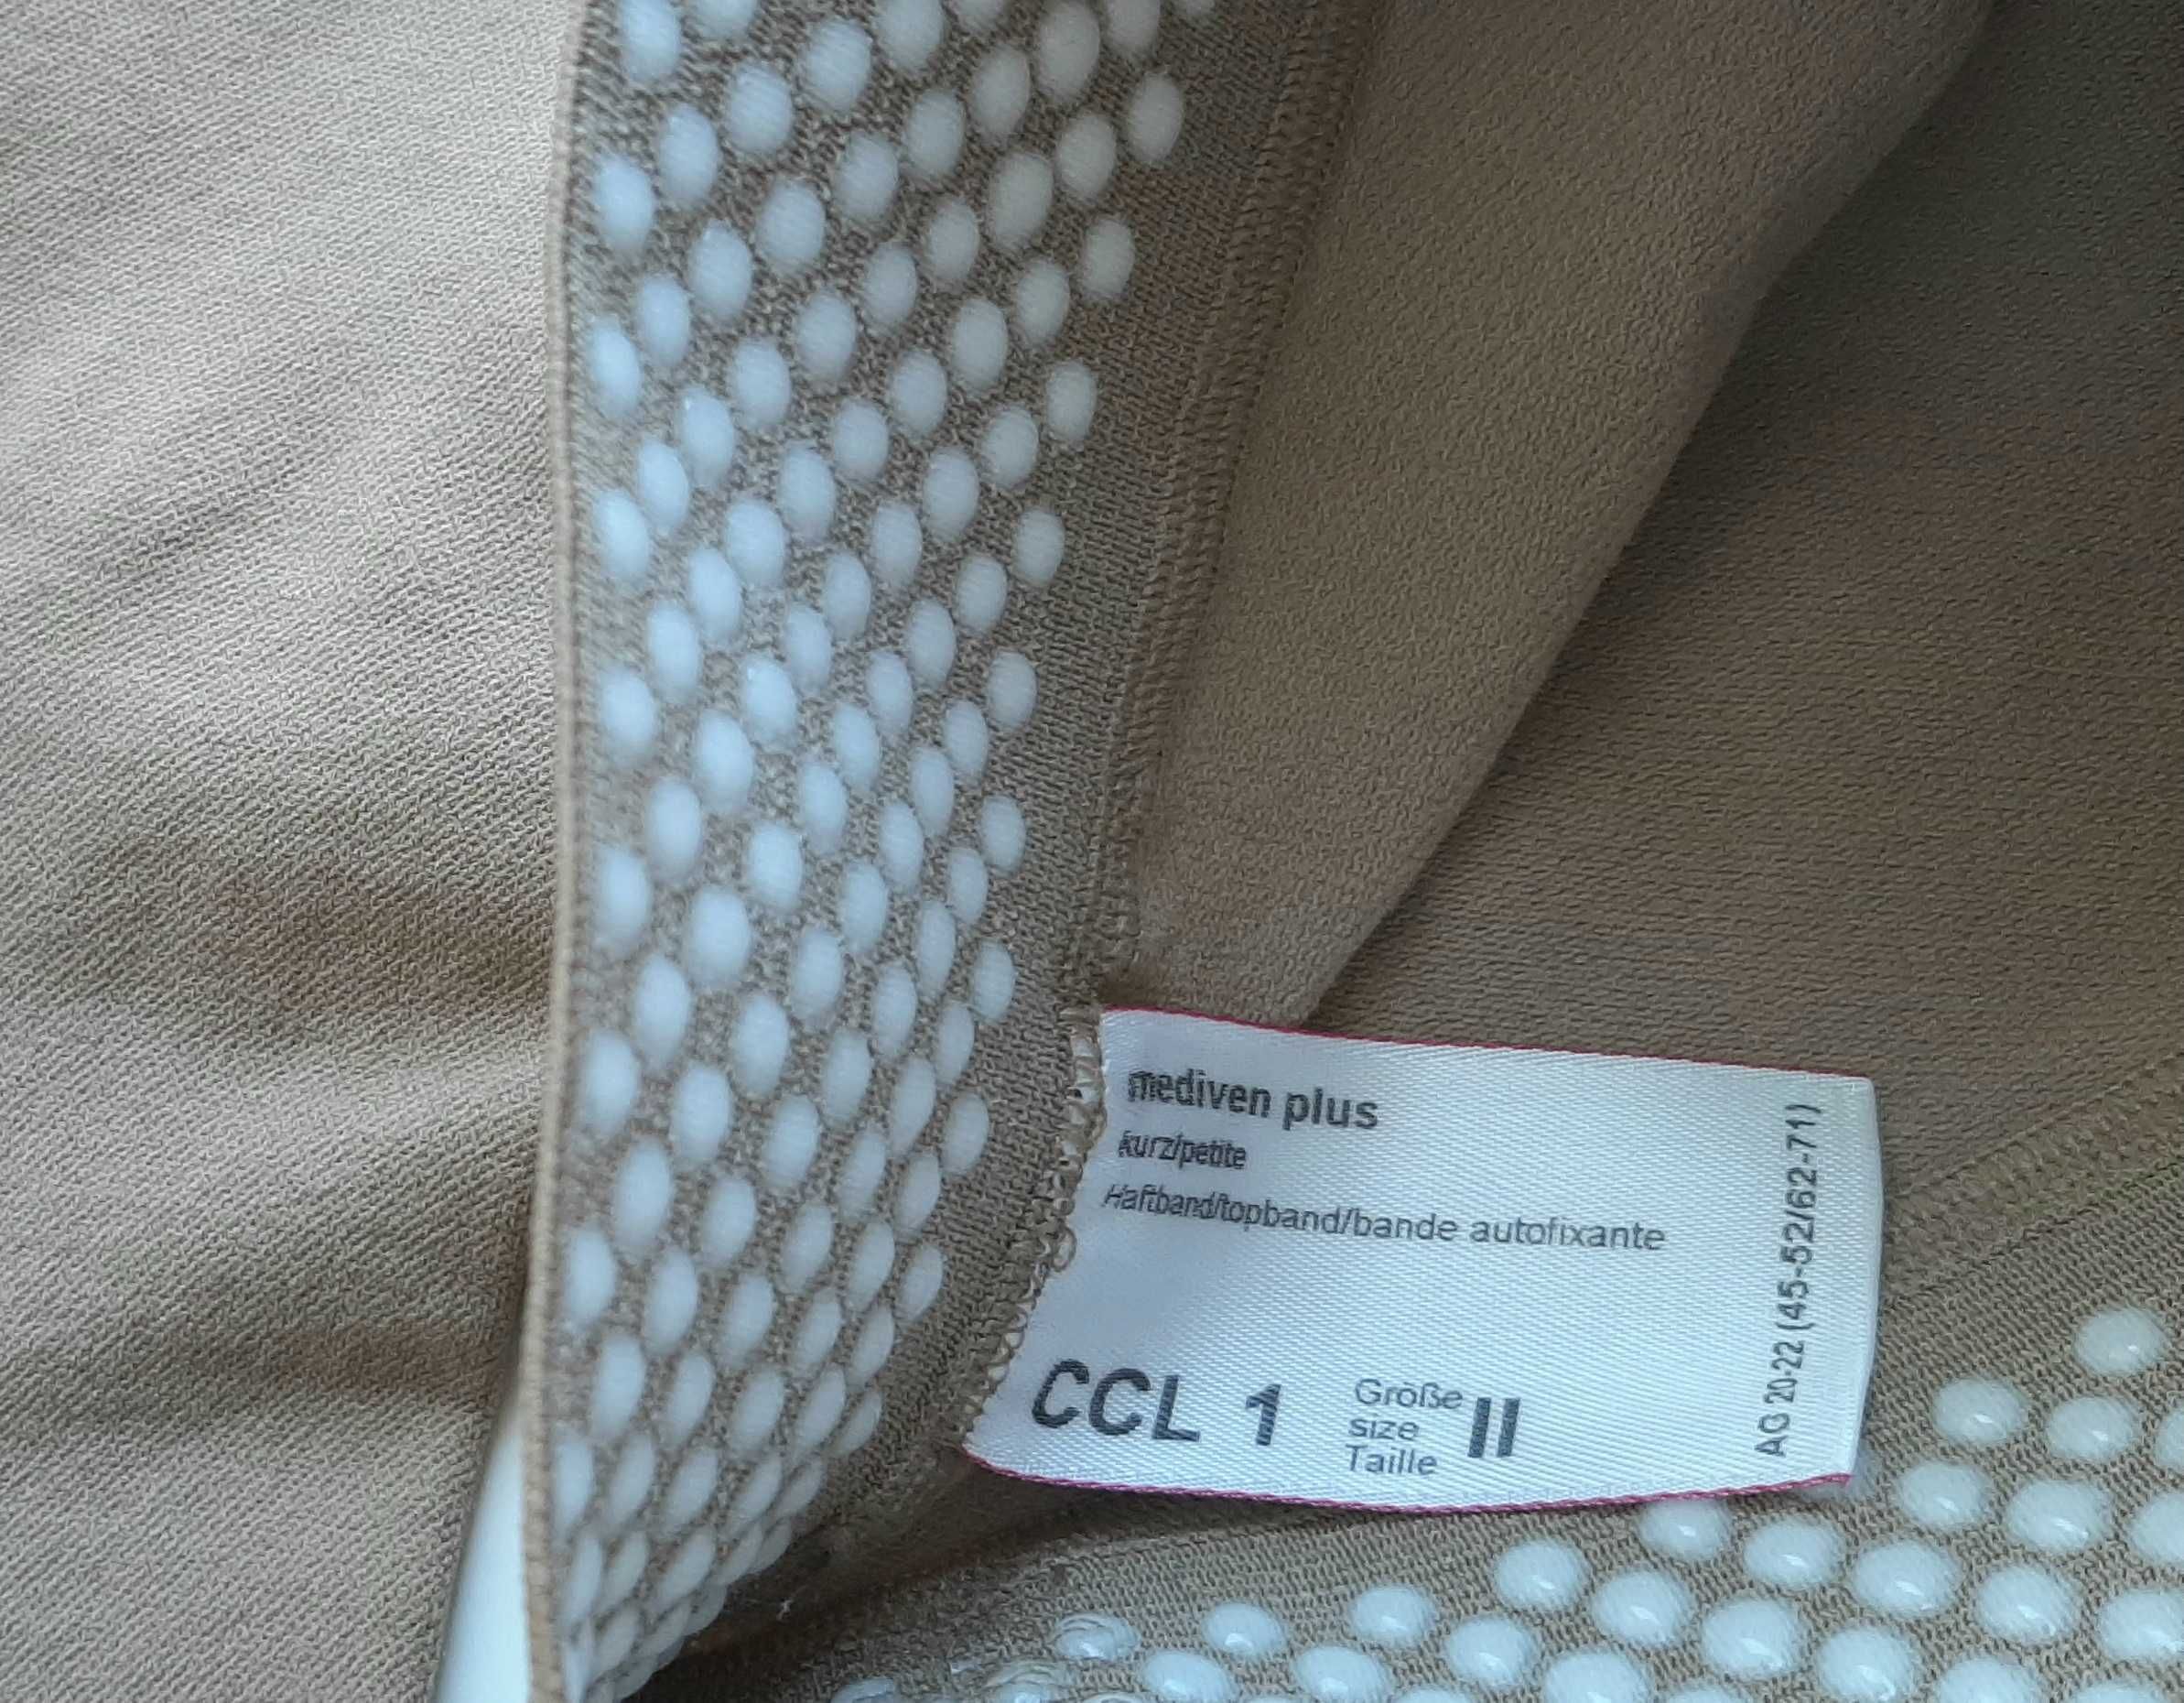 mediven plus
kurz/petite
Haftband/topband/bande autofixante
CCL 1
Größe
size
Taille
II
AG 20-22 (45-52/62-71)